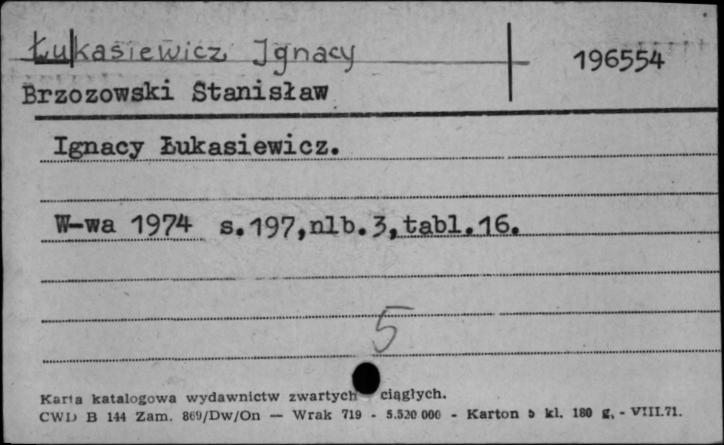 Łukasiewicz Ignacy 196554
Brzozowski Stanisław
Ignacy Łukasiewicz.
W-wa 1974 s.197,nlb.3,tabl.16.
5
Karta katalogowa wydawnictw zwartych ciągłych.
CWD B 144 Zam. 869/Dw/On — Wrak 719 - 5.520 000 - Karton b kl. 180 g. - VIII.71.